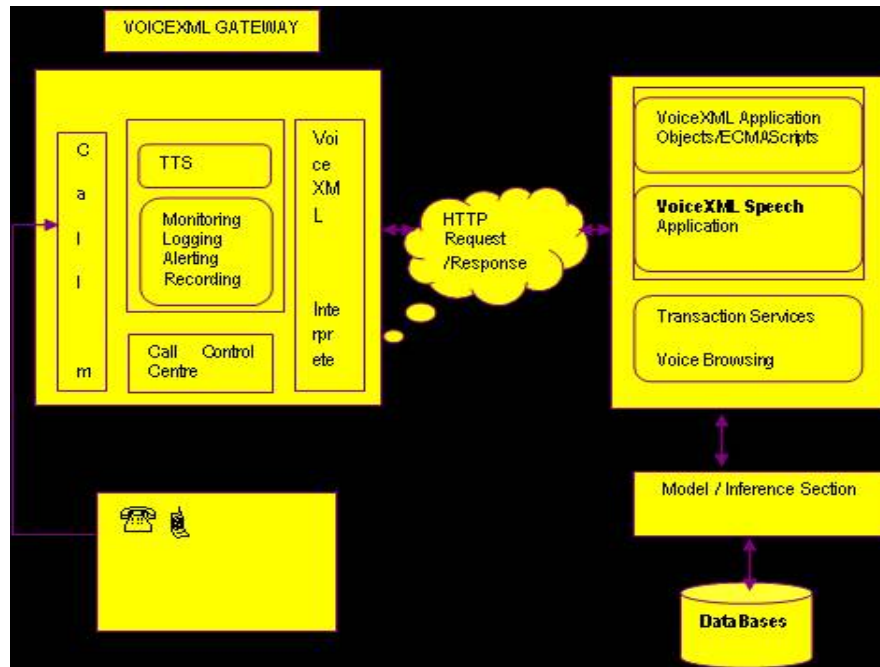 VOICEXML GATEWAY
C
a
l
l
m
TTS
Monitoring
Logging
Alerting
Recording
Call Control
Centre
Voi
ce
XM
L
Inte
rpr
ete
HTTP
Request
/Response
VoiceXML Application
Objects/ECMAScripts
VoiceXML Speech
Application
Transaction Services
Voice Browsing
Model / Inference Section
DataBases